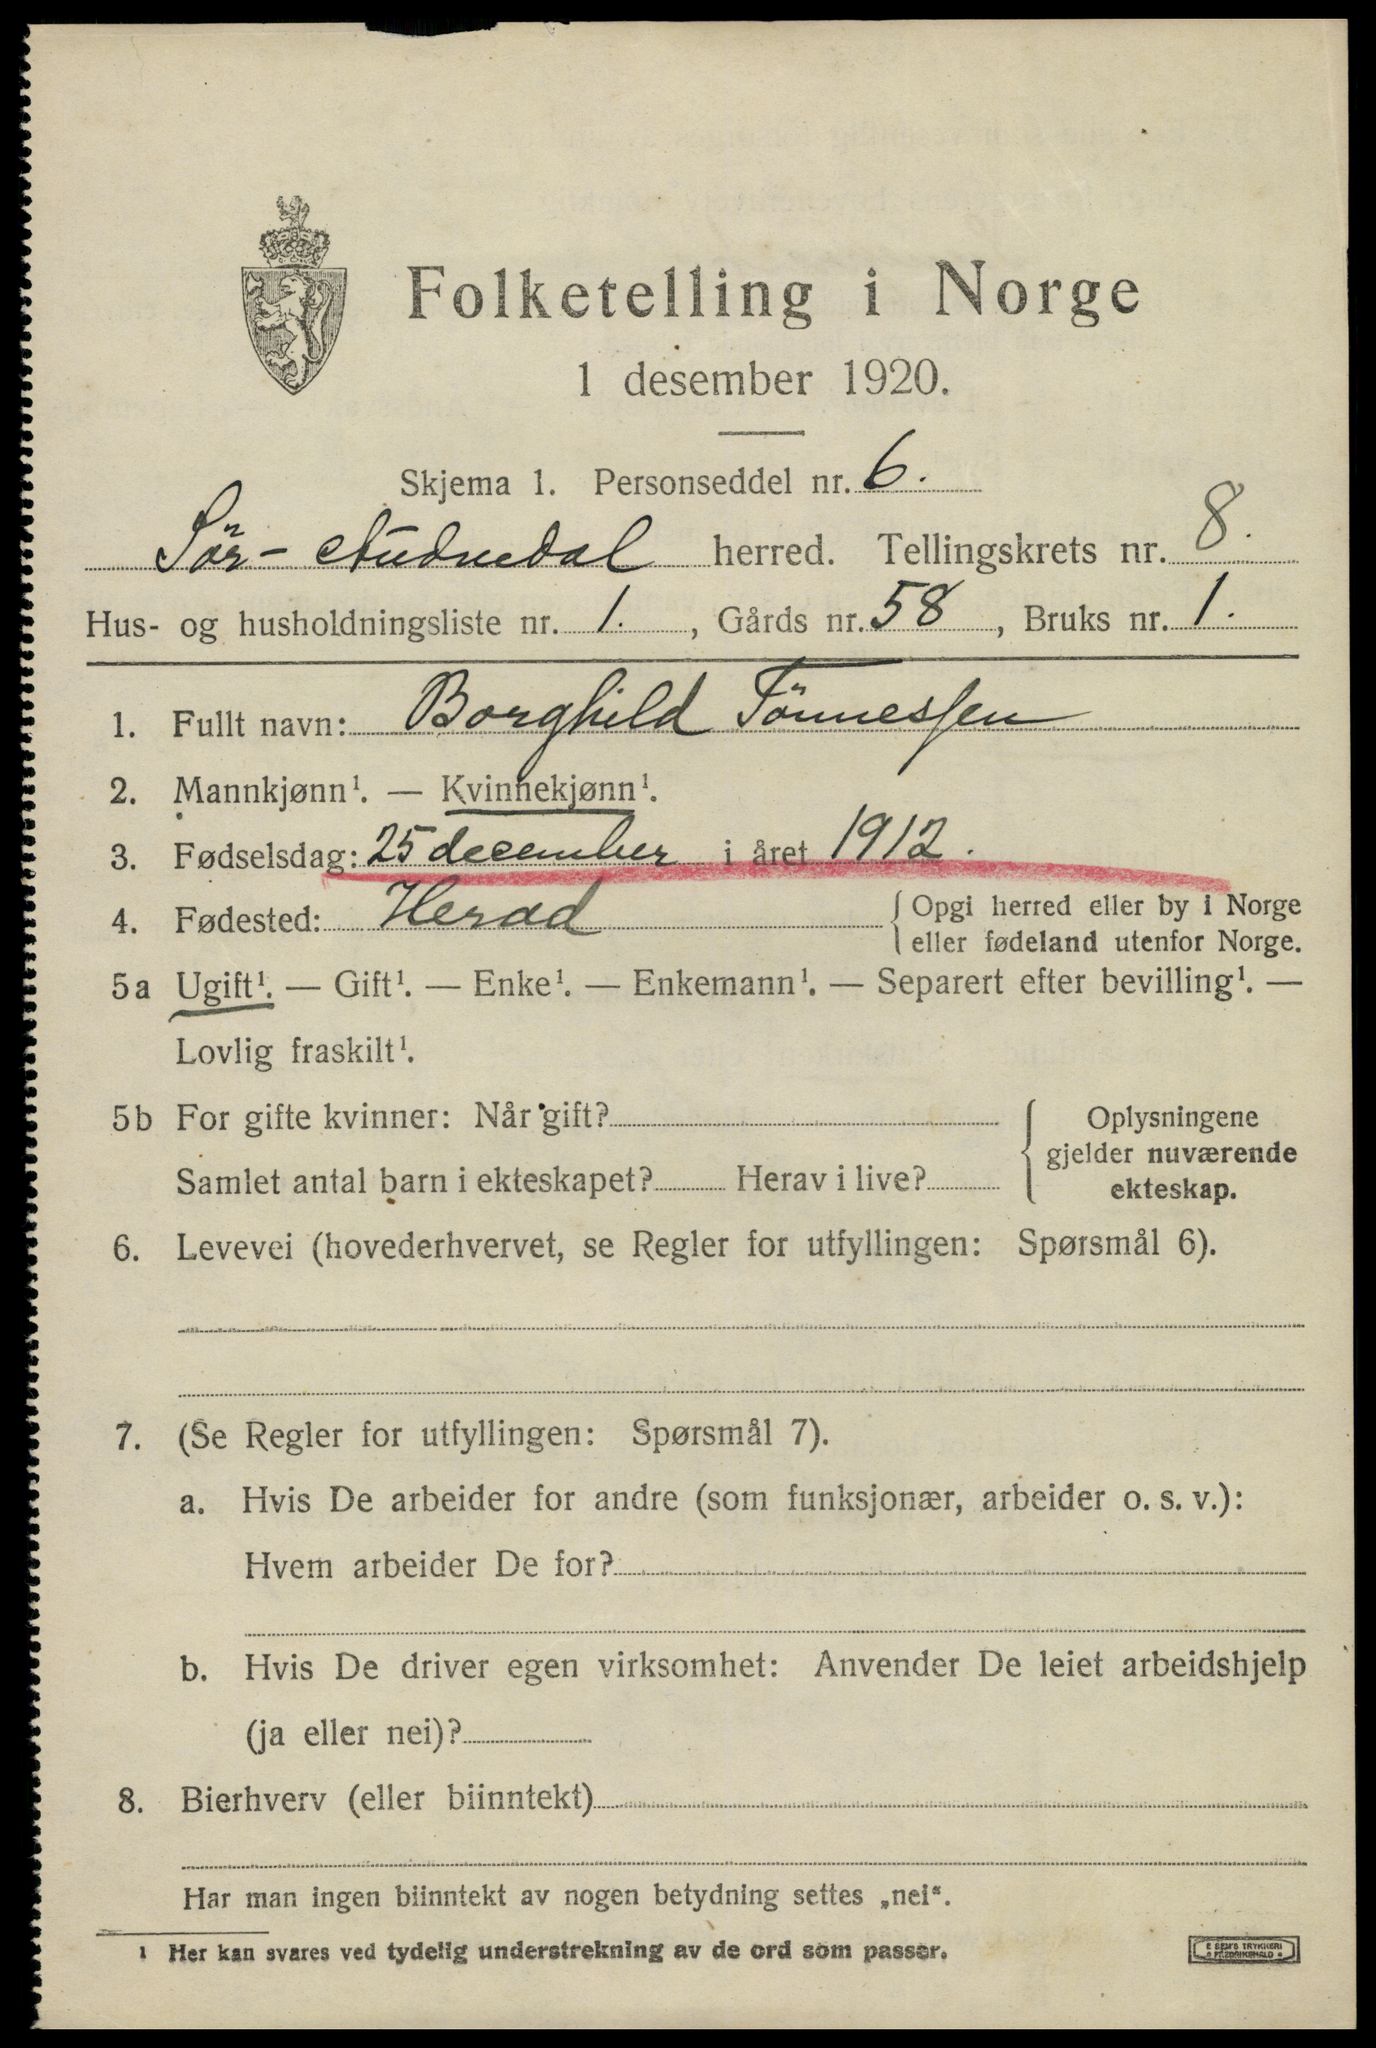 Folketelling i Norge
1 desember 1920.
Skjema 1. Personseddel nr. 6.
Sör-Audnedal herred. Tellingskrets nr. 8.
Hus- og husholdningsliste nr. 1., Gårds nr. 58, Bruks nr. 1.
1. Fullt navn: Borghild Tönnessen
2. Mannkjønn¹. — Kvinnekjønn¹.
3. Fødselsdag: 25 december i året 1912.
4. Fødested: Herad { Opgi herred eller by i Norge
eller fødeland utenfor Norge.
5a Ugift¹. — Gift¹. — Enke¹. — Enkemann¹. — Separert efter bevilling¹. —
Lovlig fraskilt¹.
5b For gifte kvinner: Når gift?
Samlet antal barn i ekteskapet? Herav i live?
{ Oplysningene
gjelder nuværende
ekteskap.
6. Levevei (hovederhvervet, se Regler for utfyllingen: Spørsmål 6).
7. (Se Regler for utfyllingen: Spørsmål 7).
a. Hvis De arbeider for andre (som funksjonær, arbeider o. s. v.):
Hvem arbeider De for?
b. Hvis De driver egen virksomhet: Anvender De leiet arbeidshjelp
(ja eller nei)?
8. Bierhverv (eller biinntekt)
Har man ingen biinntekt av nogen betydning settes „nei".
1 Her kan svares ved tydelig understrekning av de ord som passer.
E SEM'S TRYKKERI
FREDRIKSHALD